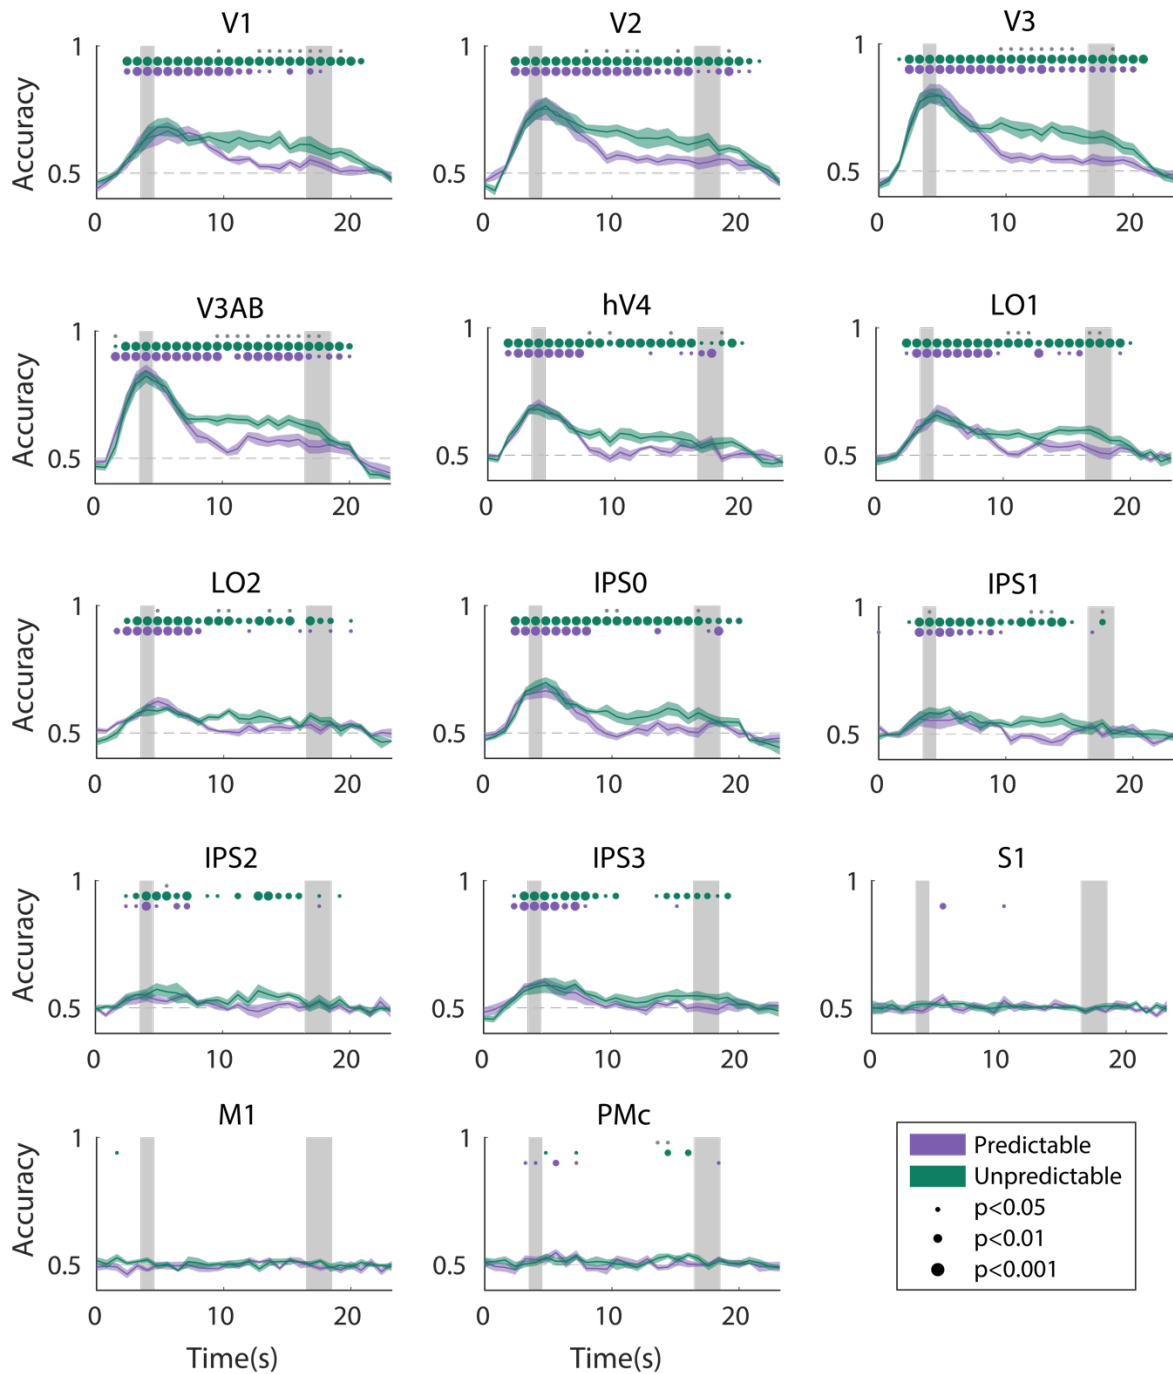 V1 V2 V3
Accuracy 1 0.5 1 0.5 1 0.5
0 10 20 0 10 20 0 10 20
V3AB hV4 LO1
Accuracy 1 0.5 1 0.5 1 0.5
0 10 20 0 10 20 0 10 20
LO2 IPS0 IPS1
Accuracy 1 0.5 1 0.5 1 0.5
0 10 20 0 10 20 0 10 20
IPS2 IPS3 S1
Accuracy 1 0.5 1 0.5 1 0.5
0 10 20 0 10 20 0 10 20
M1 PMc
Accuracy 1 0.5 1 0.5
0 10 20 0 10 20
Time(s) Time(s)
Predictable
Unpredictable
p<0.05
p<0.01
p<0.001